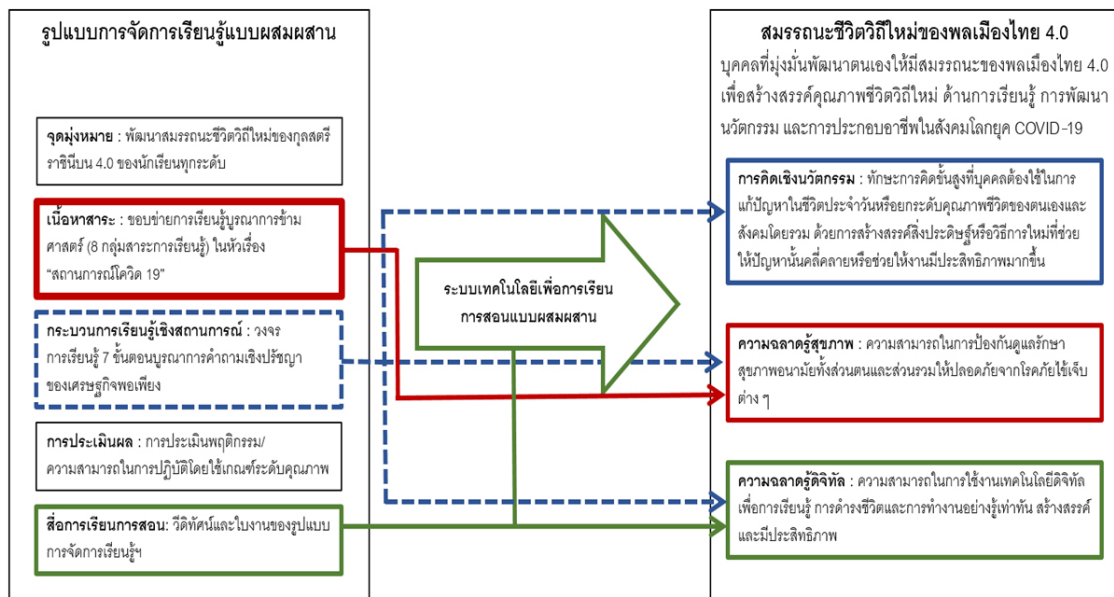 รูปแบบการจัดการเรียนรู้แบบผสมผสาน
จุดมุ่งหมาย : พัฒนาสมรรถนะชีวิตวิถีใหม่ของกุลสตรี
ราชินีบน 4.0 ของนักเรียนทุกระดับ
เนื้อหาสาระ : ขอบข่ายการเรียนรู้บูรณาการข้าม
ศาสตร์ (8 กลุ่มสาระการเรียนรู้) ในหัวเรื่อง
“สถานการณ์โควิด 19”
กระบวนการเรียนรู้เชิงสถานการณ์ : วงจร
การเรียนรู้ 7 ขั้นตอนบูรณาการคำถามเชิงปรัชญา
ของเศรษฐกิจพอเพียง
การประเมินผล : การประเมินพฤติกรรม/
ความสามารถในการปฏิบัติโดยใช้เกณฑ์ระดับคุณภาพ
สื่อการเรียนการสอน: วีดิทัศน์และใบงานของรูปแบบ
การจัดการเรียนรู้ฯ
ระบบเทคโนโลยีเพื่อการเรียน
การสอนแบบผสมผสาน
สมรรถนะชีวิตวิถีใหม่ของพลเมืองไทย 4.0
บุคคลที่มุ่งมั่นพัฒนาตนเองให้มีสมรรถนะของพลเมืองไทย 4.0
เพื่อสร้างสรรค์คุณภาพชีวิตวิถีใหม่ ด้านการเรียนรู้ การพัฒนา
นวัตกรรม และการประกอบอาชีพในสังคมโลกยุค COVID-19
การคิดเชิงนวัตกรรม : ทักษะการคิดขั้นสูงที่บุคคลต้องใช้ในการ
แก้ปัญหาในชีวิตประจำวันหรือยกระดับคุณภาพชีวิตของตนเองและ
สังคมโดยรวม ด้วยการสร้างสรรค์สิ่งประดิษฐ์หรือวิธีการใหม่ที่ช่วย
ให้ปัญหานั้นคลี่คลายหรือช่วยให้งานมีประสิทธิภาพมากขึ้น
ความฉลาดรู้สุขภาพ : ความสามารถในการป้องกันดูแลรักษา
สุขภาพอนามัยทั้งส่วนตนและส่วนรวมให้ปลอดภัยจากโรคภัยไข้เจ็บ
ต่าง ๆ
ความฉลาดรู้ดิจิทัล : ความสามารถในการใช้งานเทคโนโลยีดิจิทัล
เพื่อการเรียนรู้ การดำรงชีวิตและการทำงานอย่างรู้เท่าทัน สร้างสรรค์
และมีประสิทธิภาพ